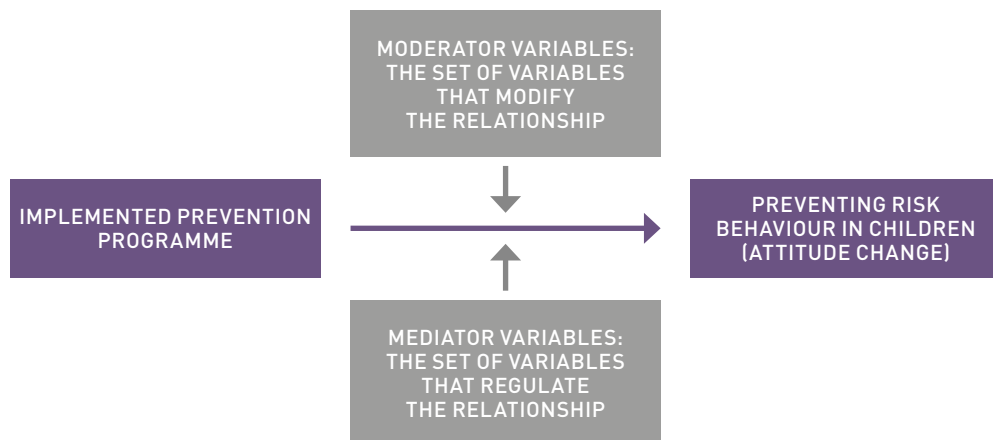 MODERATOR VARIABLES:
THE SET OF VARIABLES
THAT MODIFY
THE RELATIONSHIP
IMPLEMENTED PREVENTION
PROGRAMME
PREVENTING RISK
BEHAVIOUR IN CHILDREN
(ATTITUDE CHANGE)
MEDIATOR VARIABLES:
THE SET OF VARIABLES
THAT REGULATE
THE RELATIONSHIP